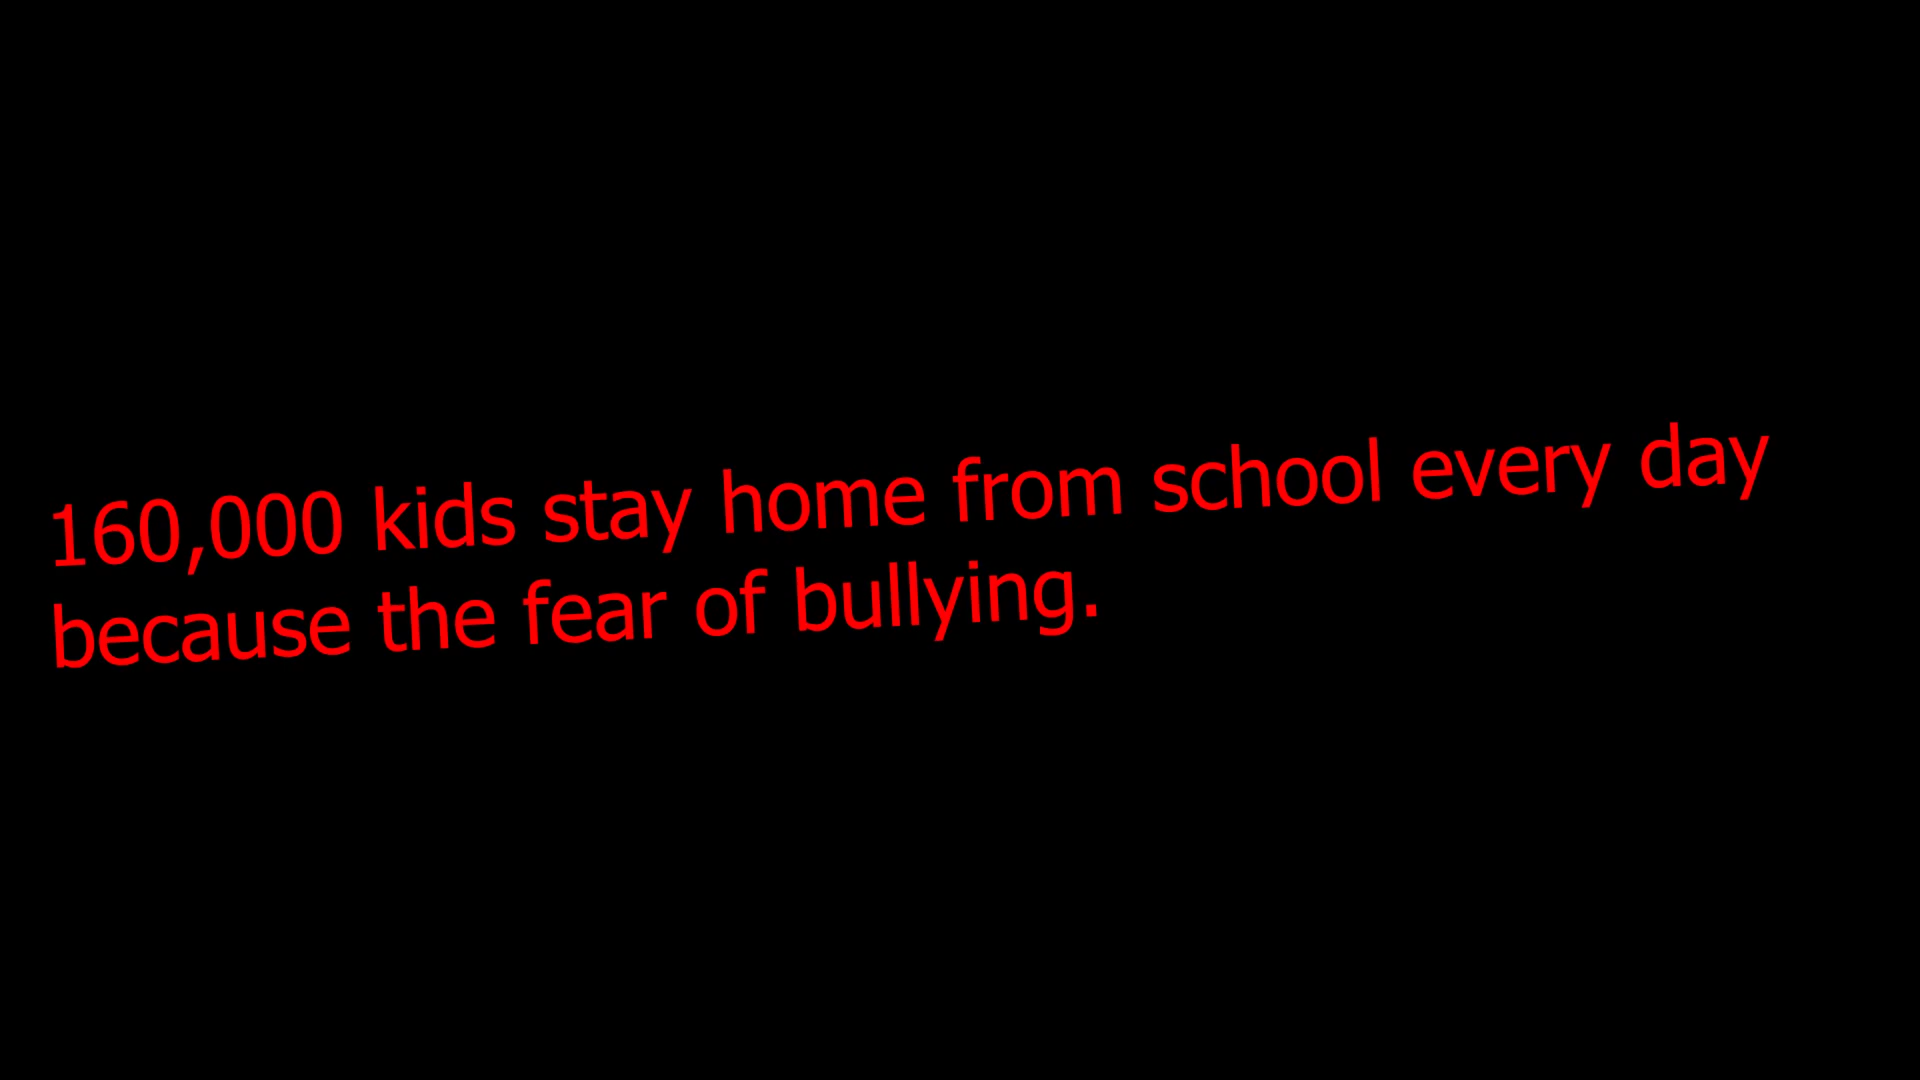 160,000 kids stay home from school every day
because the fear of bullying.